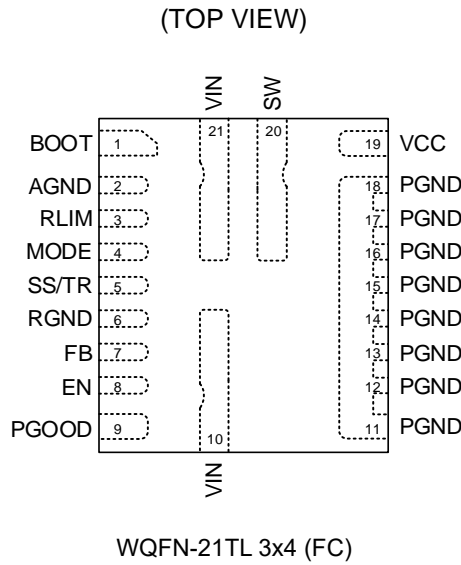 (TOP VIEW)
VIN SW
21 20
BOOT 1 19 VCC
AGND 2 18 PGND
RLIM 3 17 PGND
MODE 4 16 PGND
SS/TR 5 15 PGND
RGND 6 14 PGND
FB 7 13 PGND
EN 8 12 PGND
PGOOD 9 10 11 PGND
VIN
WQFN-21TL 3x4 (FC)